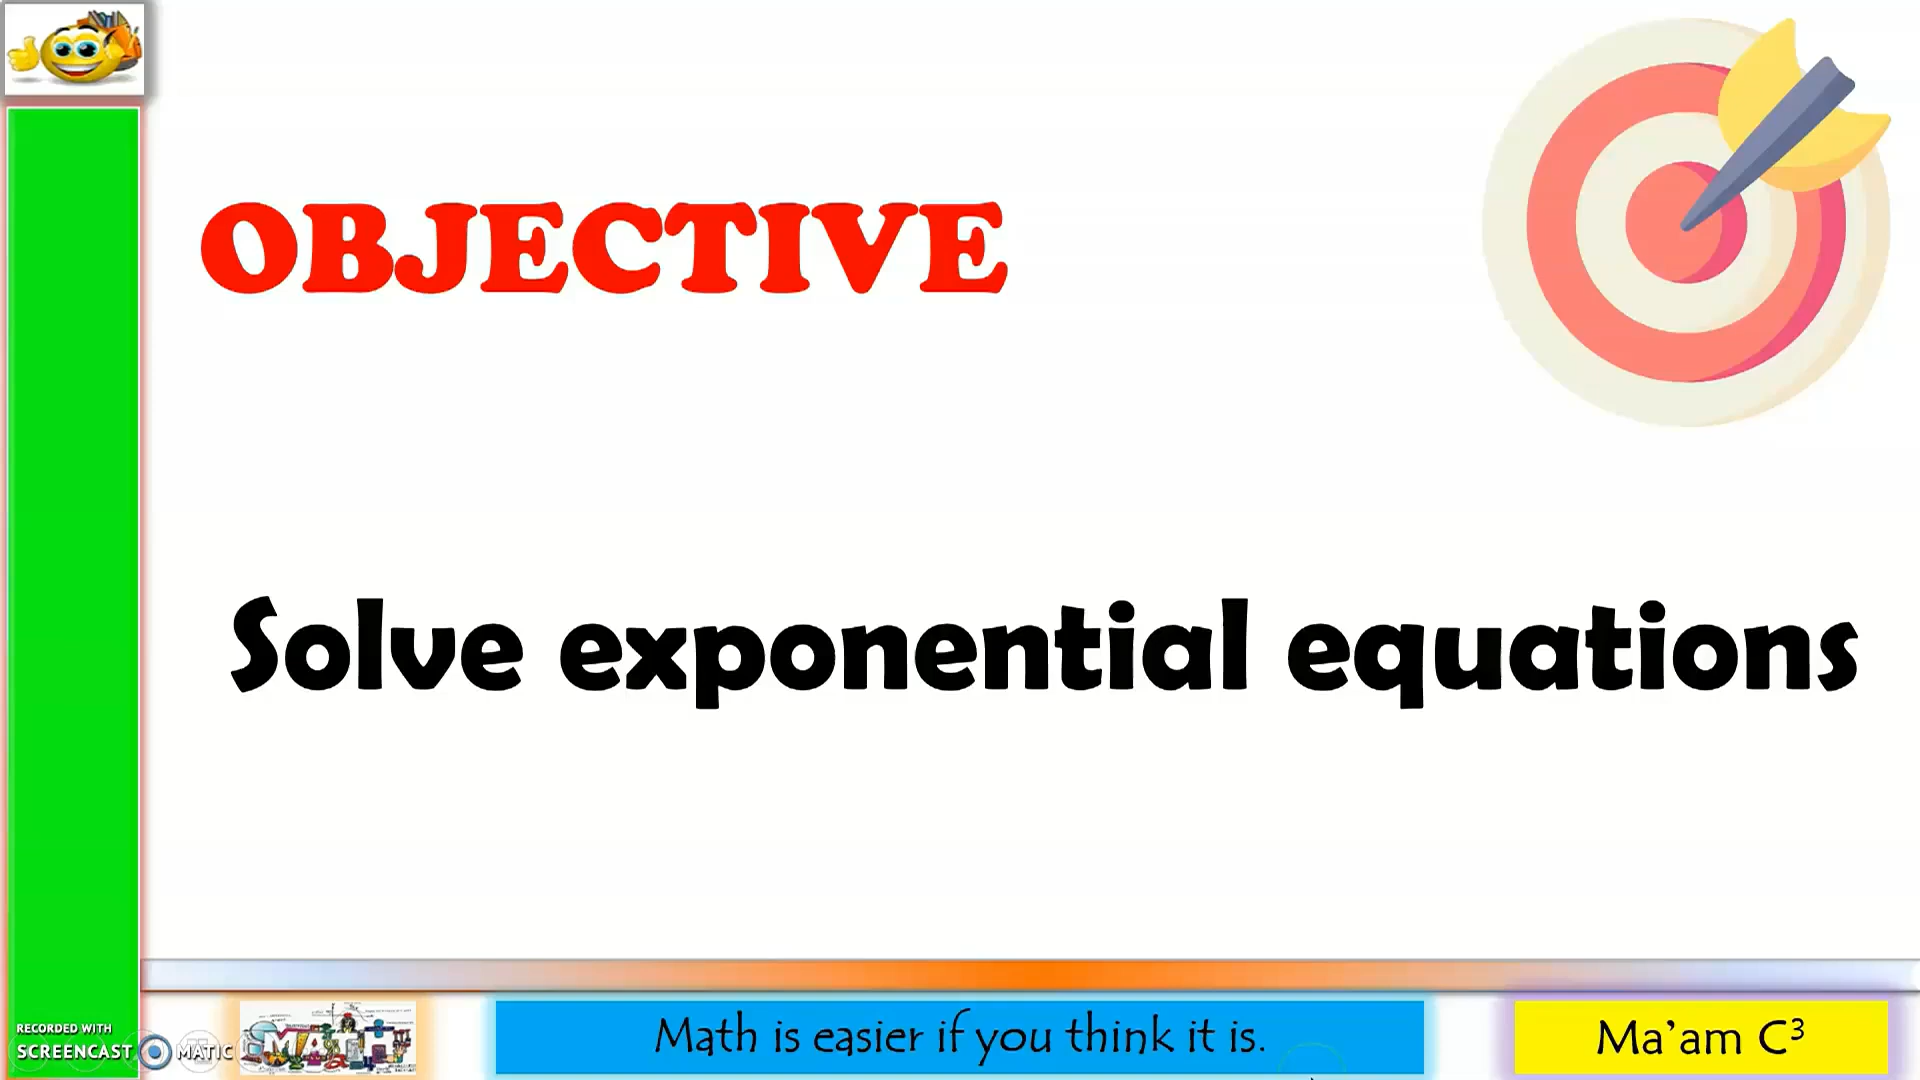 OBJECTIVE
Solve exponential equations
RECORDED WITH
SCREENCAST MATIC
MATH
Math is easier if you think it is.
Ma'am C³